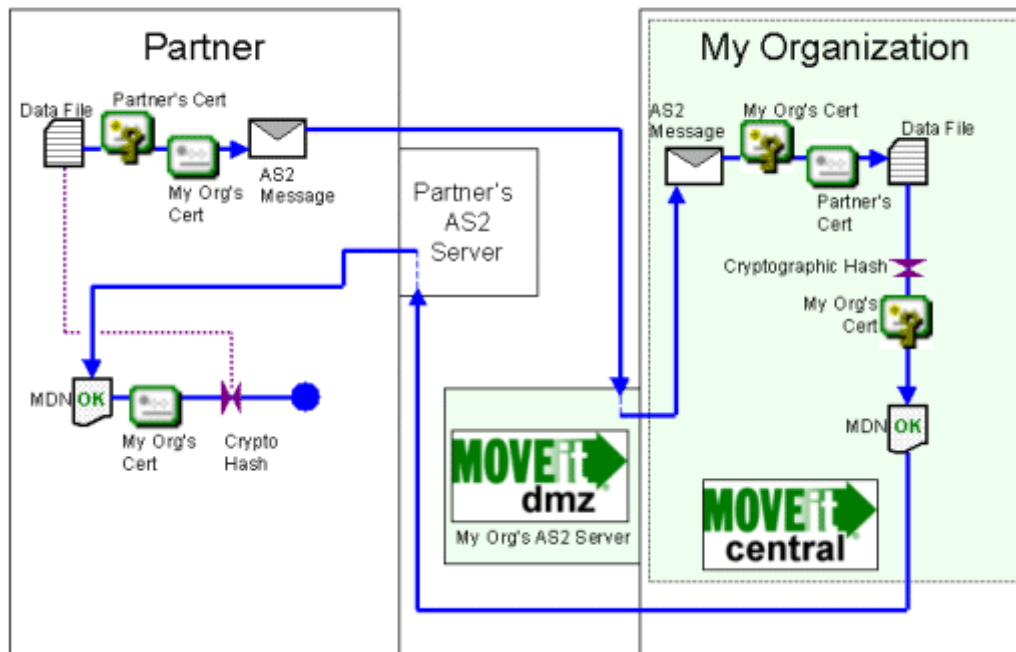 Partner
My Organization
Partner's Cert
Data File
My Org's
Cert
AS2
Message
Partner's
AS2
Server
MDN
OK
My Org's
Cert
Crypto
Hash
MOVEit
dmz
My Org's AS2 Server
AS2
Message
My Org's Cert
Data File
Partner's
Cert
Cryptographic Hash
My Org's
Cert
MDN
OK
MOVEit
central